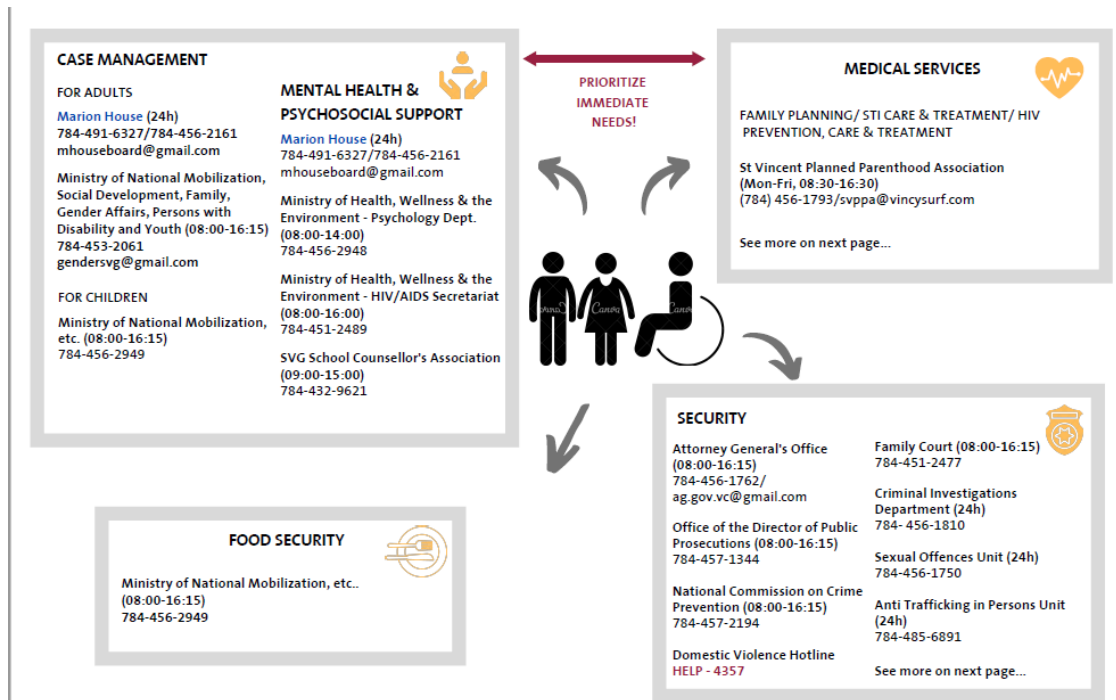 CASE MANAGEMENT
FOR ADULTS
Marion House (24h)
784-491-6327/784-456-2161
mhouseboard@gmail.com
Ministry of National Mobilization,
Social Development, Family,
Gender Affairs, Persons with
Disability and Youth (08:00-16:15)
784-453-2061
gendersvg@gmail.com
FOR CHILDREN
Ministry of National Mobilization,
etc. (08:00-16:15)
784-456-2949
MENTAL HEALTH &
PSYCHOSOCIAL SUPPORT
Marion House (24h)
784-491-6327/784-456-2161
mhouseboard@gmail.com
Ministry of Health, Wellness & the
Environment - Psychology Dept.
(08:00-14:00)
784-456-2948
Ministry of Health, Wellness & the
Environment - HIV/AIDS Secretariat
(08:00-16:00)
784-451-2489
SVG School Counsellor's Association
(09:00-15:00)
784-432-9621
PRIORITIZE
IMMEDIATE
NEEDS!
MEDICAL SERVICES
FAMILY PLANNING/ STI CARE & TREATMENT/ HIV
PREVENTION, CARE & TREATMENT
St Vincent Planned Parenthood Association
(Mon-Fri, 08:30-16:30)
(784) 456-1793/svppa@vincysurf.com
See more on next page...
Canva
Canva
FOOD SECURITY
Ministry of National Mobilization, etc..
(08:00-16:15)
784-456-2949
SECURITY
Attorney General's Office
(08:00-16:15)
784-456-1762/
ag.gov.vc@gmail.com
Office of the Director of Public
Prosecutions (08:00-16:15)
784-457-1344
National Commission on Crime
Prevention (08:00-16:15)
784-457-2194
Domestic Violence Hotline
HELP - 4357
Family Court (08:00-16:15)
784-451-2477
Criminal Investigations
Department (24h)
784- 456-1810
Sexual Offences Unit (24h)
784-456-1750
Anti Trafficking in Persons Unit
(24h)
784-485-6891
See more on next page...